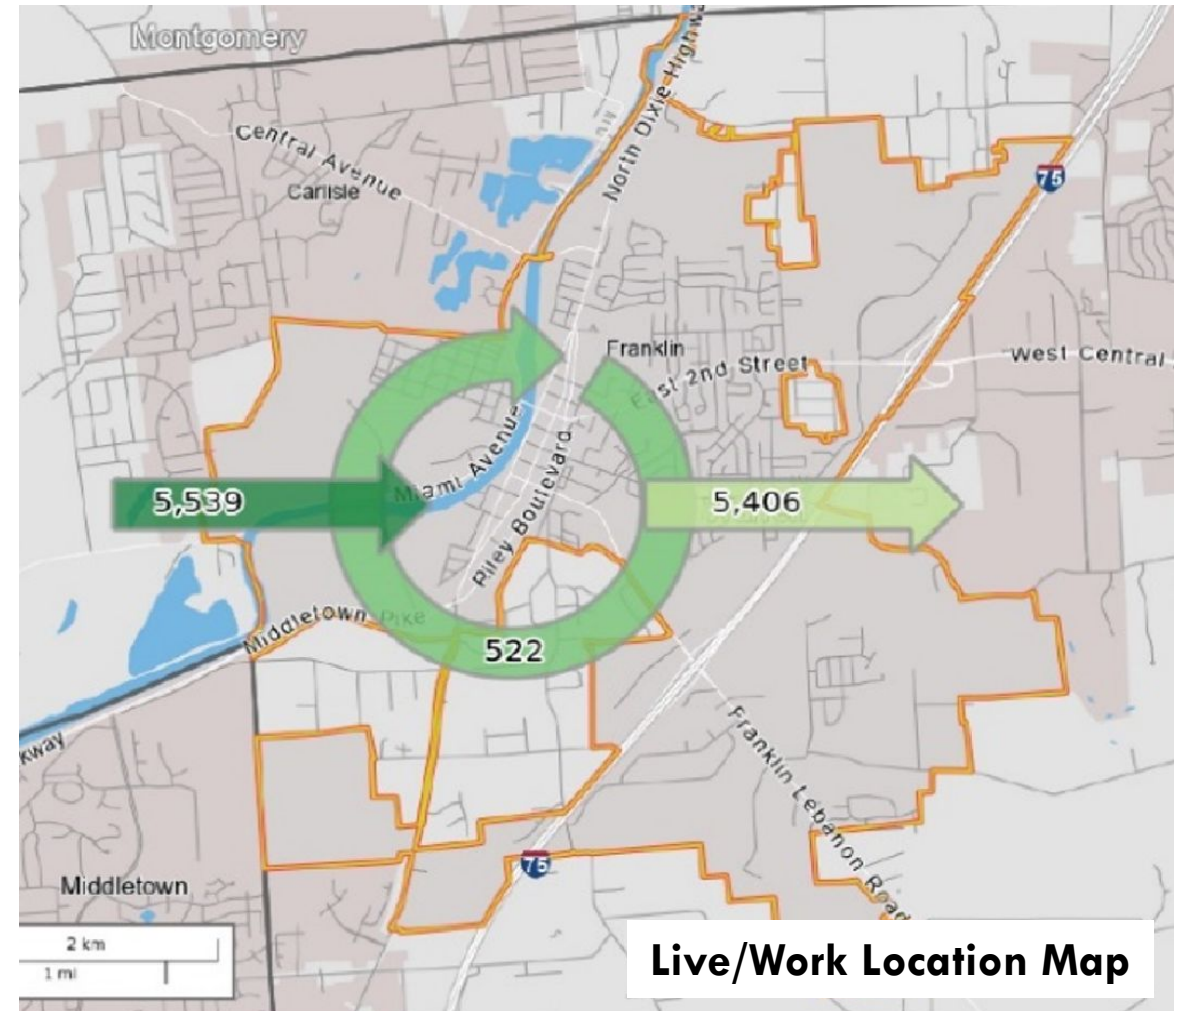 Montgomery
North Dixie Highw
Central Avenue
Carlisle
75
Franklin
West Central
East 2nd Street
5,539
Miami Avenue
5,406
Riley Boulevard
Middletown Pike
522
Franklin Lebanon Road
kway
75
Middletown
2 km
1 mi
Live/Work Location Map